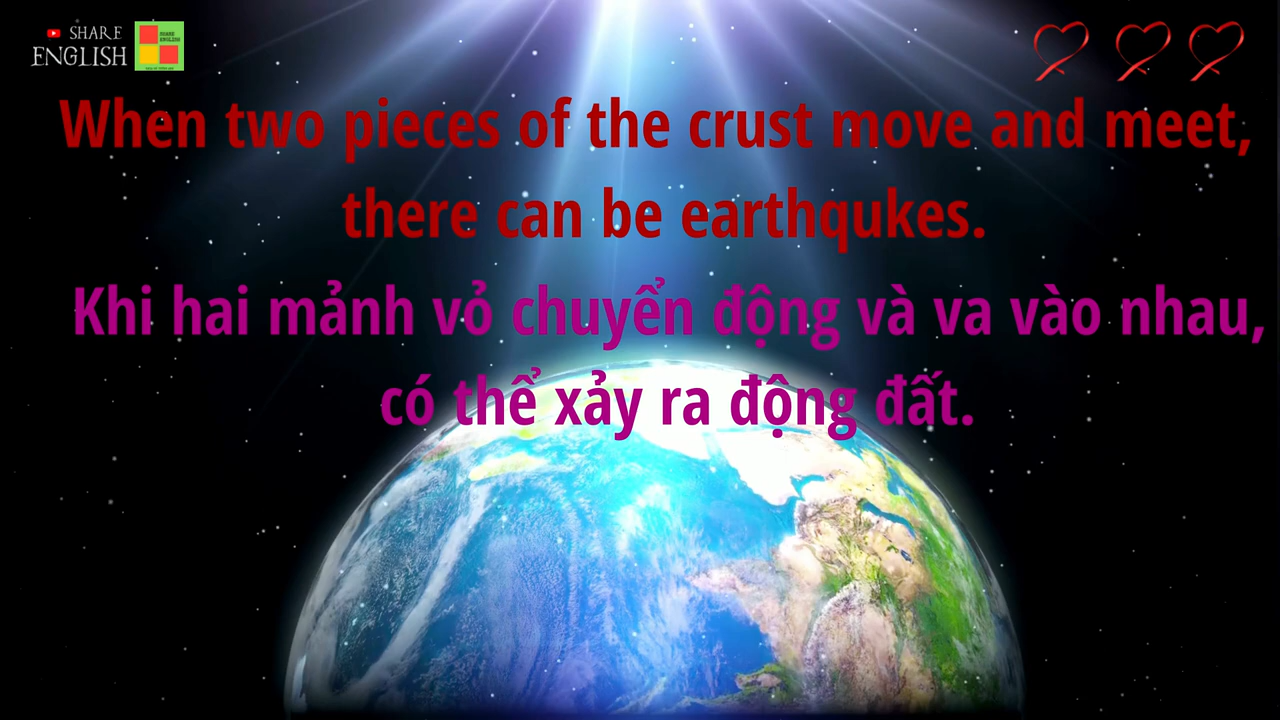 SHARE
ENGLISH
When two pieces of the crust move and meet,
there can be earthqukes.
Khi hai mảnh vỏ chuyển động và va vào nhau,
có thể xảy ra động đất.